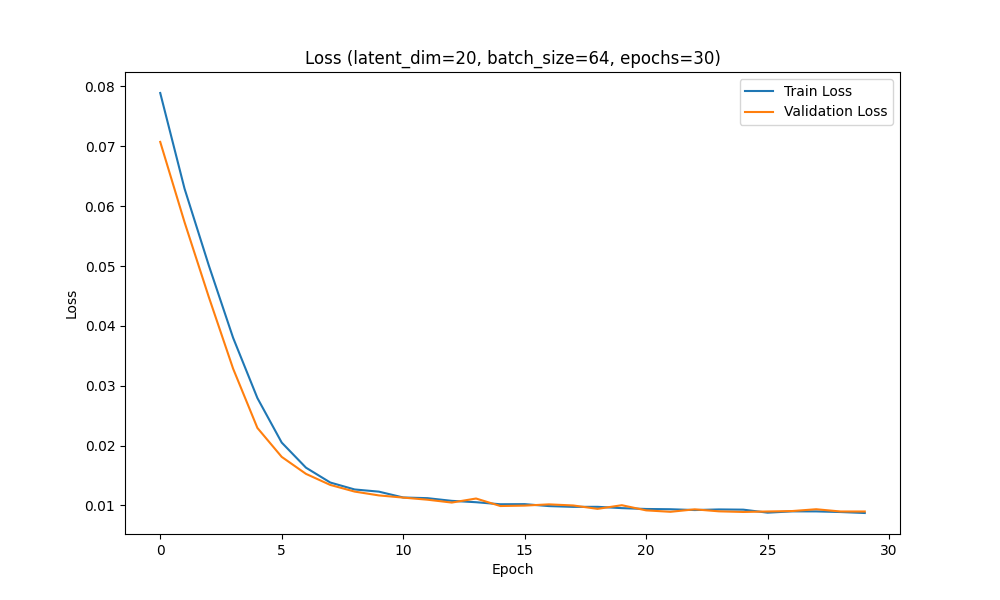 Loss (latent_dim=20, batch_size=64, epochs=30)
Train Loss
Validation Loss
0.08
0.07
0.06
0.05
0.04
0.03
0.02
0.01
Loss
0 5 10 15 20 25 30
Epoch